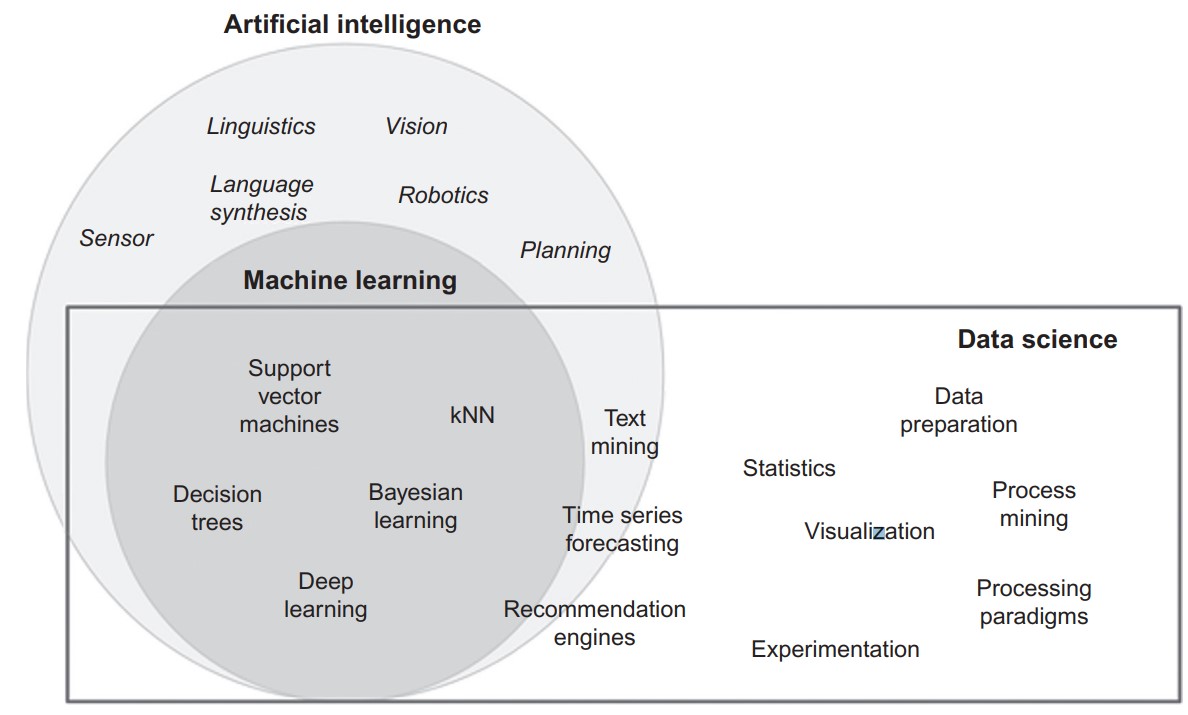 Artificial intelligence
Linguistics
Vision
Language
synthesis
Robotics
Sensor
Planning
Machine learning
Data science
Support
vector
machines
kNN
Text
mining
Data
preparation
Statistics
Decision
trees
Bayesian
learning
Time series
forecasting
Visualization
Process
mining
Deep
learning
Recommendation
engines
Processing
paradigms
Experimentation